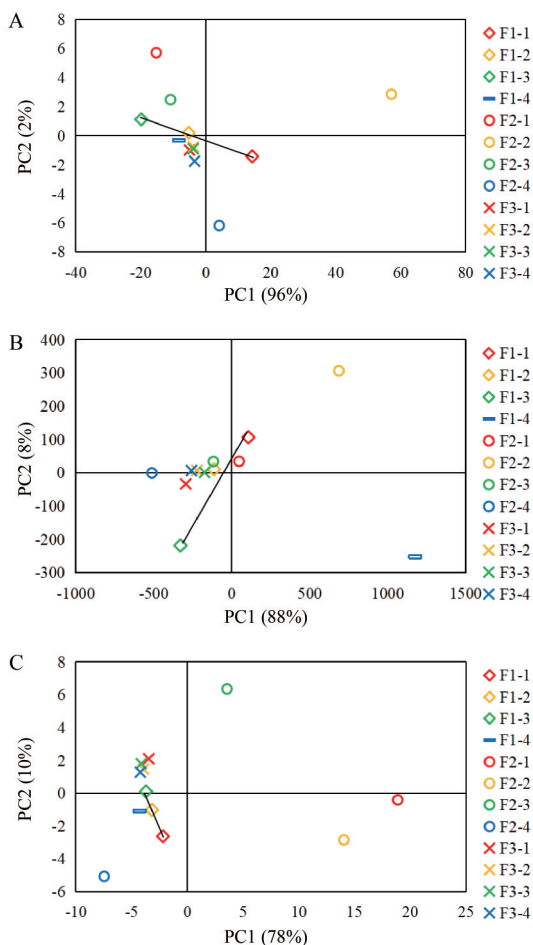 A
8
6
4
2
0
-2
-4
-6
-8
-40 -20 0 20 40 60 80
PC2 (2%)
PC1 (96%)
F1-1
F1-2
F1-3
F1-4
F2-1
F2-2
F2-3
F2-4
F3-1
F3-2
F3-3
F3-4
B
400
300
200
100
0
-100
-200
-300
-1000 -500 0 500 1000 1500
PC2 (8%)
PC1 (88%)
F1-1
F1-2
F1-3
F1-4
F2-1
F2-2
F2-3
F2-4
F3-1
F3-2
F3-3
F3-4
C
8
6
4
2
0
-2
-4
-6
-10 -5 0 5 10 15 20 25
PC2 (10%)
PC1 (78%)
F1-1
F1-2
F1-3
F1-4
F2-1
F2-2
F2-3
F2-4
F3-1
F3-2
F3-3
F3-4